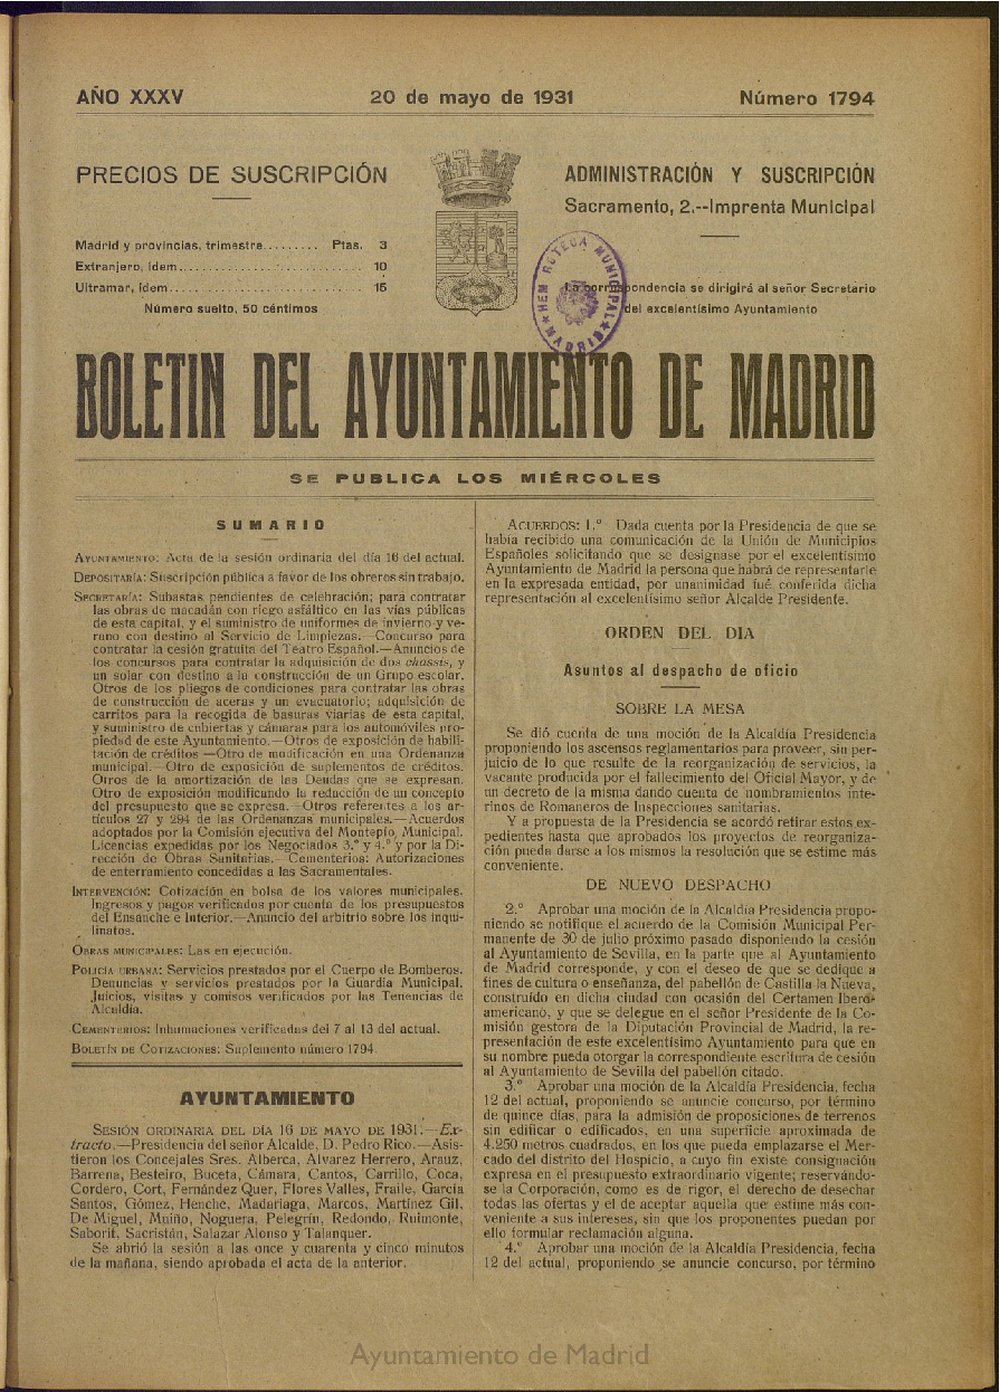 AÑO XXXV
20 de mayo de 1931
Número 1794
PRECIOS DE SUSCRIPCIÓN
Madrid y provincias, trimestre......... Ptas. 3
Extranjero, ídem............................ 10
Ultramar, ídem............................. 15
Número suelto, 50 céntimos
ADMINISTRACIÓN Y SUSCRIPCIÓN
Sacramento, 2.--Imprenta Municipal
La correspondencia se dirigirá al señor Secretario
del excelentísimo Ayuntamiento
HEMEROTECA MUNICIPAL MADRID
BOLETIN DEL AYUNTAMIENTO DE MADRID
SE PUBLICA LOS MIÉRCOLES
SUMARIO
AYUNTAMIENTO: Acta de la sesión ordinaria del día 16 del actual.
DEPOSITARÍA: Suscripción pública a favor de los obreros sin trabajo.
SECRETARÍA: Subastas pendientes de celebración; para contratar
las obras de macadán con riego asfáltico en las vías públicas
de esta capital, y el suministro de uniformes de invierno y ve-
rano con destino al Servicio de Limpiezas.—Concurso para
contratar la cesión gratuita del Teatro Español.—Anuncios de
los concursos para contratar la adquisición de dos chassis, y
un solar con destino a la construcción de un Grupo escolar.
Otros de los pliegos de condiciones para contratar las obras
de construcción de aceras y un evacuatorio; adquisición de
carritos para la recogida de basuras viarias de esta capital,
y suministro de cubiertas y cámaras para los automóviles pro-
piedad de este Ayuntamiento.—Otros de exposición de habili-
tación de créditos —Otro de modificación en una Ordenanza
municipal.—Otro de exposición de suplementos de créditos.
Otros de la amortización de las Deudas que se expresan.
Otro de exposición modificando la redacción de un concepto
del presupuesto que se expresa.—Otros referentes a los ar-
tículos 27 y 294 de las Ordenanzas municipales.—Acuerdos
adoptados por la Comisión ejecutiva del Montepío Municipal.
Licencias expedidas por los Negociados 3.º y 4.º y por la Di-
rección de Obras Sanitarias.—Cementerios: Autorizaciones
de enterramiento concedidas a las Sacramentales.
INTERVENCIÓN: Cotización en bolsa de los valores municipales.
Ingresos y pagos verificados por cuenta de los presupuestos
del Ensanche e Interior.—Anuncio del arbitrio sobre los inqui-
linatos.
OBRAS MUNICIPALES: Las en ejecución.
POLICÍA URBANA: Servicios prestados por el Cuerpo de Bomberos.
Denuncias y servicios prestados por la Guardia Municipal.
Juicios, visitas y comisos verificados por las Tenencias de
Alcaldía.
CEMENTERIOS: Inhumaciones verificadas del 7 al 13 del actual.
BOLETÍN DE COTIZACIONES: Suplemento número 1794.
AYUNTAMIENTO
SESIÓN ORDINARIA DEL DÍA 16 DE MAYO DE 1931.—Ex-
tracto.—Presidencia del señor Alcalde, D. Pedro Rico.—Asis-
tieron los Concejales Sres. Alberca, Alvarez Herrero, Arauz,
Barrena, Besteiro, Buceta, Cámara, Cantos, Carrillo, Coca,
Cordero, Cort, Fernández Quer, Flores Valles, Fraile, García
Santos, Gómez, Henche, Madariaga, Marcos, Martínez Gil,
De Miguel, Muiño, Noguera, Pelegrín, Redondo, Ruimonte,
Saborit, Sacristán, Salazar Alonso y Talanquer.
Se abrió la sesión a las once y cuarenta y cinco minutos
de la mañana, siendo aprobada el acta de la anterior.
ACUERDOS: 1.º Dada cuenta por la Presidencia de que se
había recibido una comunicación de la Unión de Municipios
Españoles solicitando que se designase por el excelentísimo
Ayuntamiento de Madrid la persona que habrá de representarle
en la expresada entidad, por unanimidad fué conferida dicha
representación al excelentísimo señor Alcalde Presidente.
ORDEN DEL DIA
Asuntos al despacho de oficio
SOBRE LA MESA
Se dió cuenta de una moción de la Alcaldía Presidencia
proponiendo los ascensos reglamentarios para proveer, sin per-
juicio de lo que resulte de la reorganización de servicios, la
vacante producida por el fallecimiento del Oficial Mayor, y de
un decreto de la misma dando cuenta de nombramientos inte-
rinos de Romaneros de Inspecciones sanitarias.
Y a propuesta de la Presidencia se acordó retirar estos ex-
pedientes hasta que aprobados los proyectos de reorganiza-
ción pueda darse a los mismos la resolución que se estime más
conveniente.
DE NUEVO DESPACHO
2.º Aprobar una moción de la Alcaldía Presidencia propo-
niendo se notifique el acuerdo de la Comisión Municipal Per-
manente de 30 de julio próximo pasado disponiendo la cesión
al Ayuntamiento de Sevilla, en la parte que al Ayuntamiento
de Madrid corresponde, y con el deseo de que se dedique a
fines de cultura o enseñanza, del pabellón de Castilla la Nueva,
construído en dicha ciudad con ocasión del Certamen Ibero-
americanó, y que se delegue en el señor Presidente de la Co-
misión gestora de la Diputación Provincial de Madrid, la re-
presentación de este excelentísimo Ayuntamiento para que en
su nombre pueda otorgar la correspondiente escritura de cesión
al Ayuntamiento de Sevilla del pabellón citado.
3.º Aprobar una moción de la Alcaldía Presidencia, fecha
12 del actual, proponiendo se anuncie concurso, por término
de quince días, para la admisión de proposiciones de terrenos
sin edificar o edificados, en una superficie aproximada de
4.250 metros cuadrados, en los que pueda emplazarse el Mer-
cado del distrito del Hospicio, a cuyo fin existe consignación
expresa en el presupuesto extraordinario vigente; reservándo-
se la Corporación, como es de rigor, el derecho de desechar
todas las ofertas y el de aceptar aquella que estime más con-
veniente a sus intereses, sin que los proponentes puedan por
ello formular reclamación alguna.
4.º Aprobar una moción de la Alcaldía Presidencia, fecha
12 del actual, proponiendo se anuncie concurso, por término
Ayuntamiento de Madrid